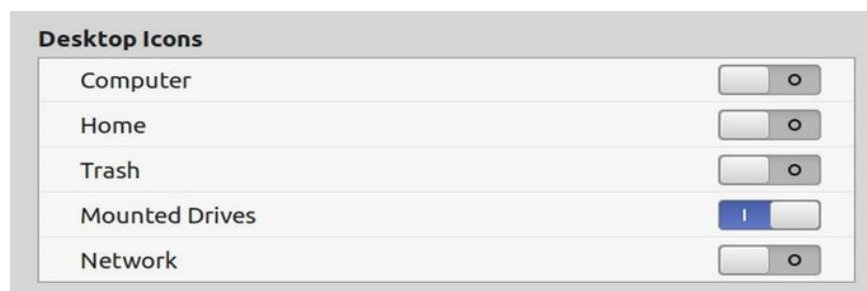 Desktop Icons
Computer
Home
Trash
Mounted Drives
Network